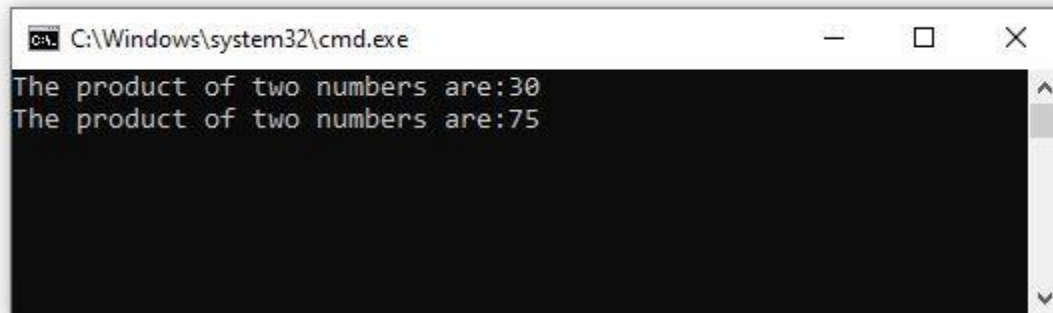 C:\Windows\system32\cmd.exe
The product of two numbers are:30
The product of two numbers are:75